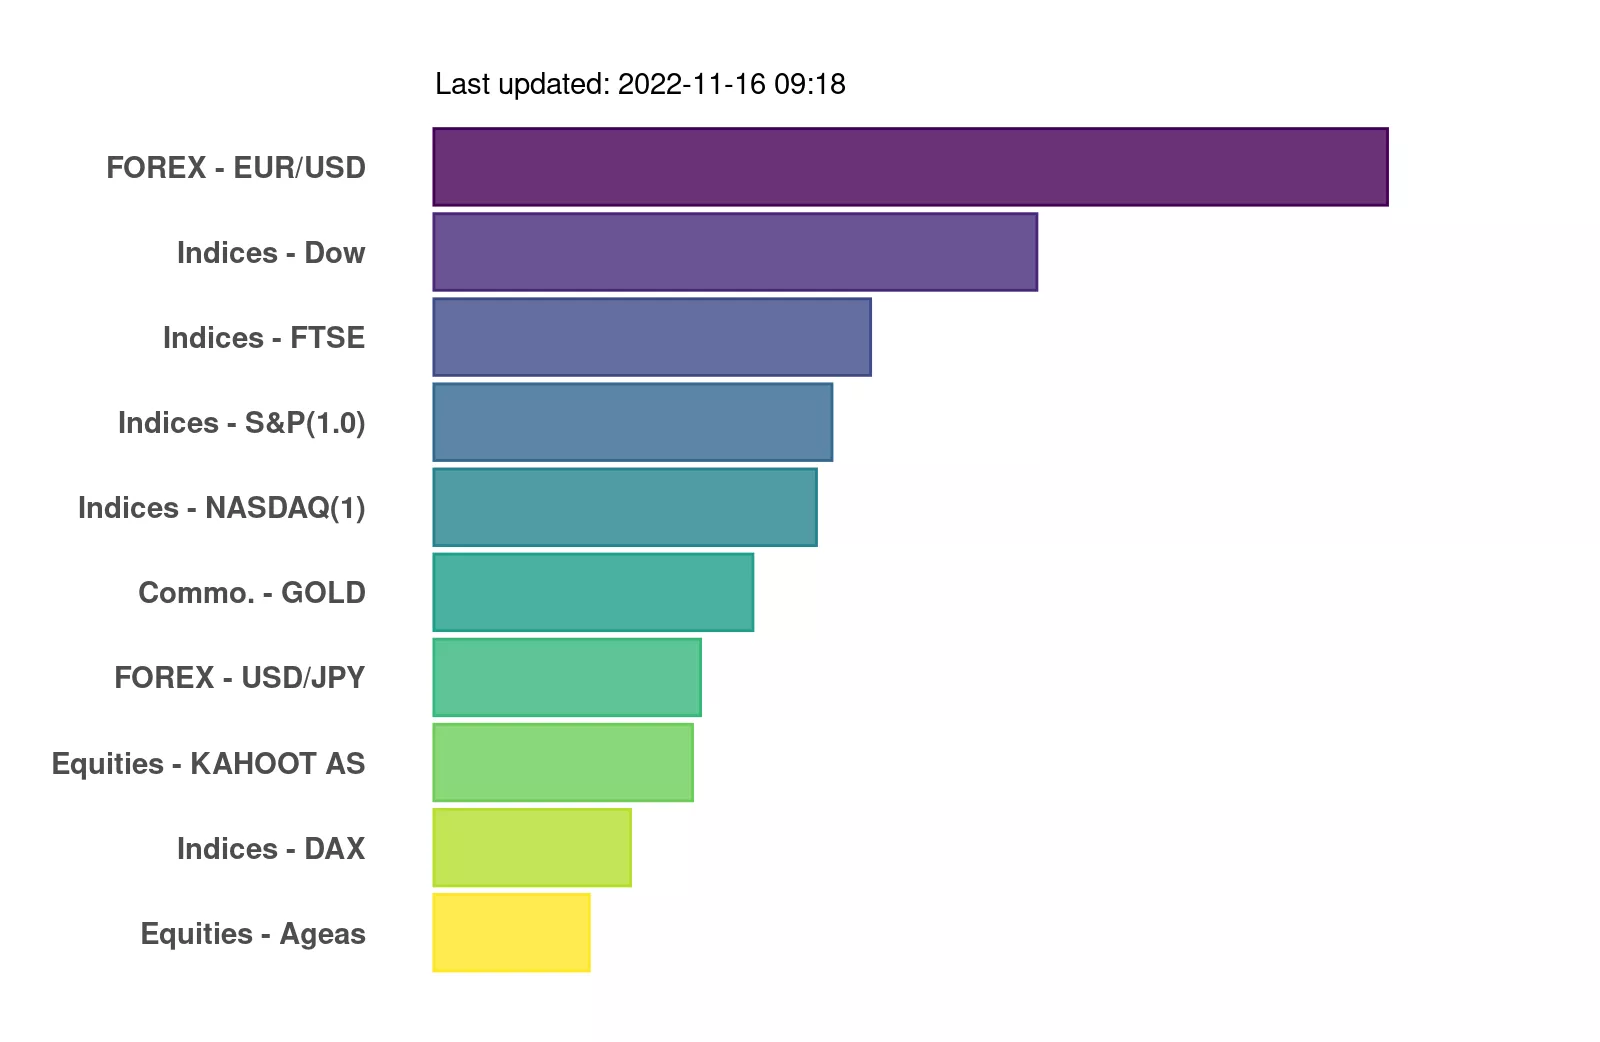 Last updated: 2022-11-16 09:18
FOREX - EUR/USD
Indices - Dow
Indices - FTSE
Indices - S&P(1.0)
Indices - NASDAQ(1)
Commo. - GOLD
FOREX - USD/JPY
Equities - KAHOOT AS
Indices - DAX
Equities - Ageas